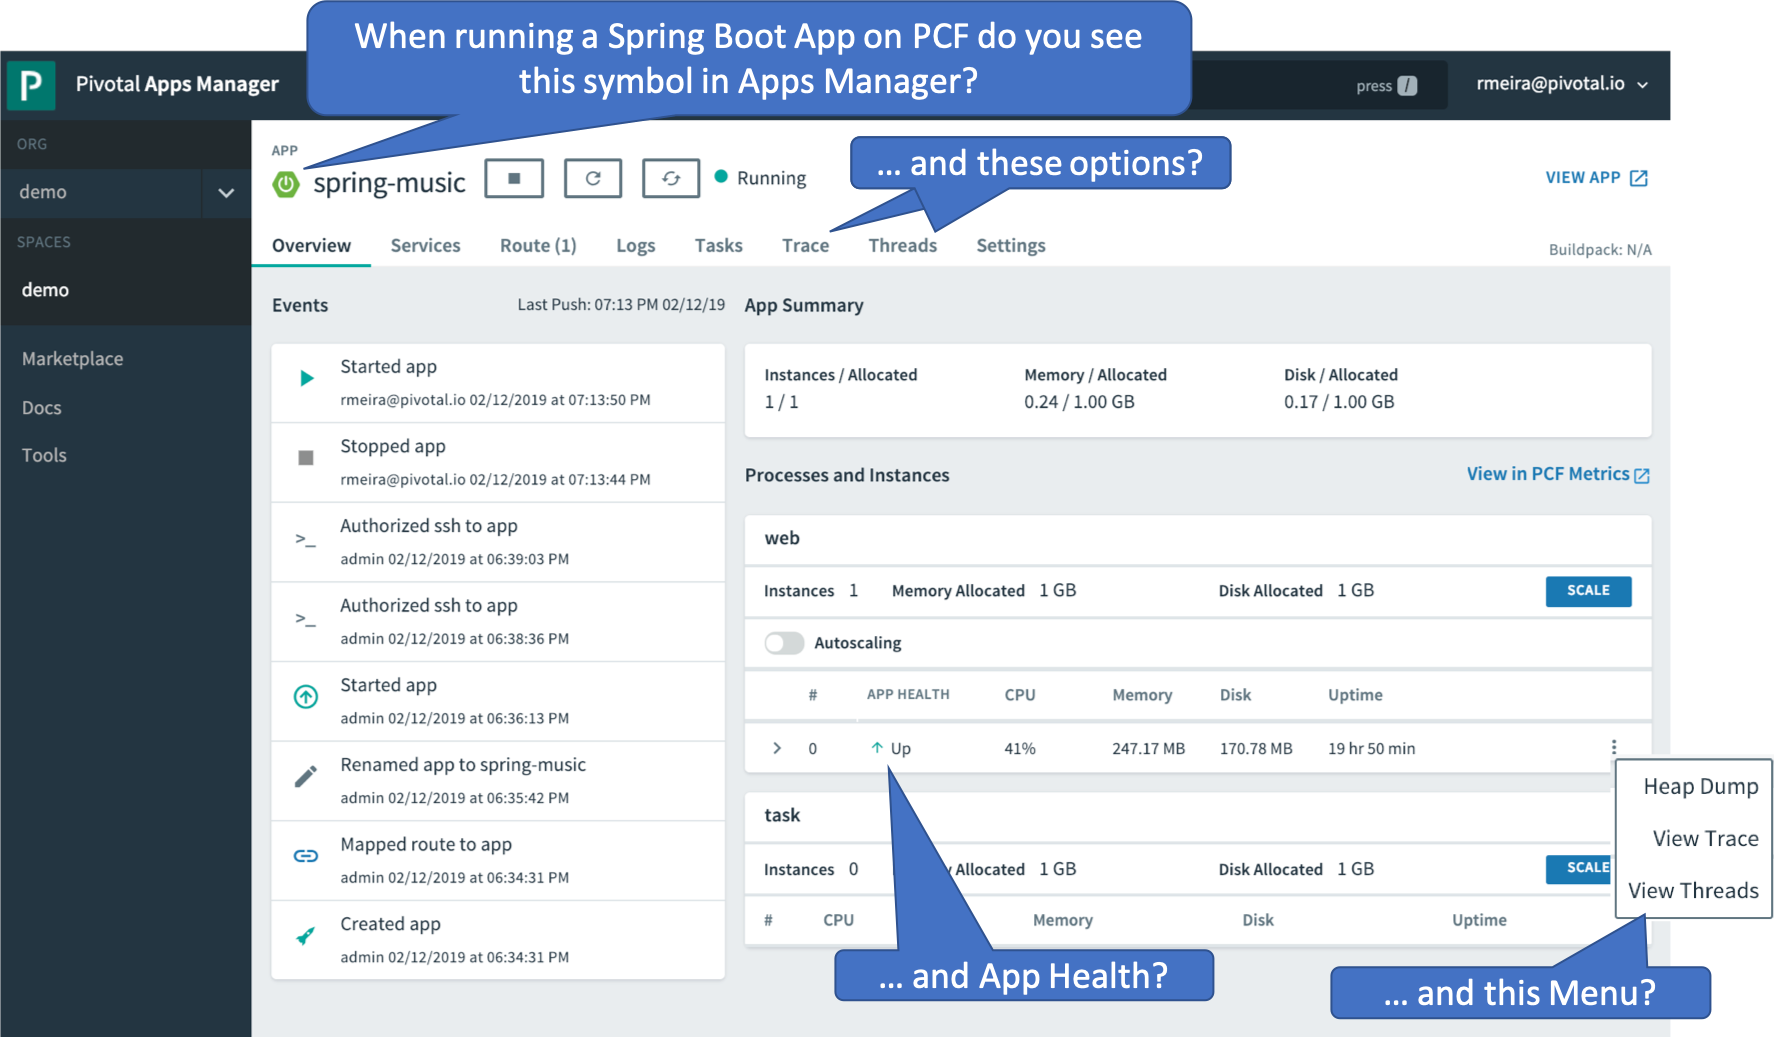 When running a Spring Boot App on PCF do you see
this symbol in Apps Manager?
P
Pivotal Apps Manager
press /
rmeira@pivotal.io
ORG
demo
SPACES
demo
Marketplace
Docs
Tools
APP
spring-music
Running
... and these options?
VIEW APP
Overview
Services
Route (1)
Logs
Tasks
Trace
Threads
Settings
Buildpack: N/A
Events
Last Push: 07:13 PM 02/12/19
Started app
rmeira@pivotal.io 02/12/2019 at 07:13:50 PM
Stopped app
rmeira@pivotal.io 02/12/2019 at 07:13:44 PM
>_
Authorized ssh to app
admin 02/12/2019 at 06:39:03 PM
>_
Authorized ssh to app
admin 02/12/2019 at 06:38:36 PM
Started app
admin 02/12/2019 at 06:36:13 PM
Renamed app to spring-music
admin 02/12/2019 at 06:35:42 PM
Mapped route to app
admin 02/12/2019 at 06:34:31 PM
Created app
admin 02/12/2019 at 06:34:31 PM
App Summary
Instances / Allocated
1 / 1
Memory / Allocated
0.24 / 1.00 GB
Disk / Allocated
0.17 / 1.00 GB
Processes and Instances
View in PCF Metrics
web
Instances 1 Memory Allocated 1 GB Disk Allocated 1 GB
SCALE
Autoscaling
# APP HEALTH CPU Memory Disk Uptime
0 Up 41% 247.17 MB 170.78 MB 19 hr 50 min
Heap Dump
View Trace
View Threads
task
Instances 0 Allocated 1 GB Disk Allocated 1 GB
SCALE
# CPU Memory Disk Uptime
... and App Health?
... and this Menu?